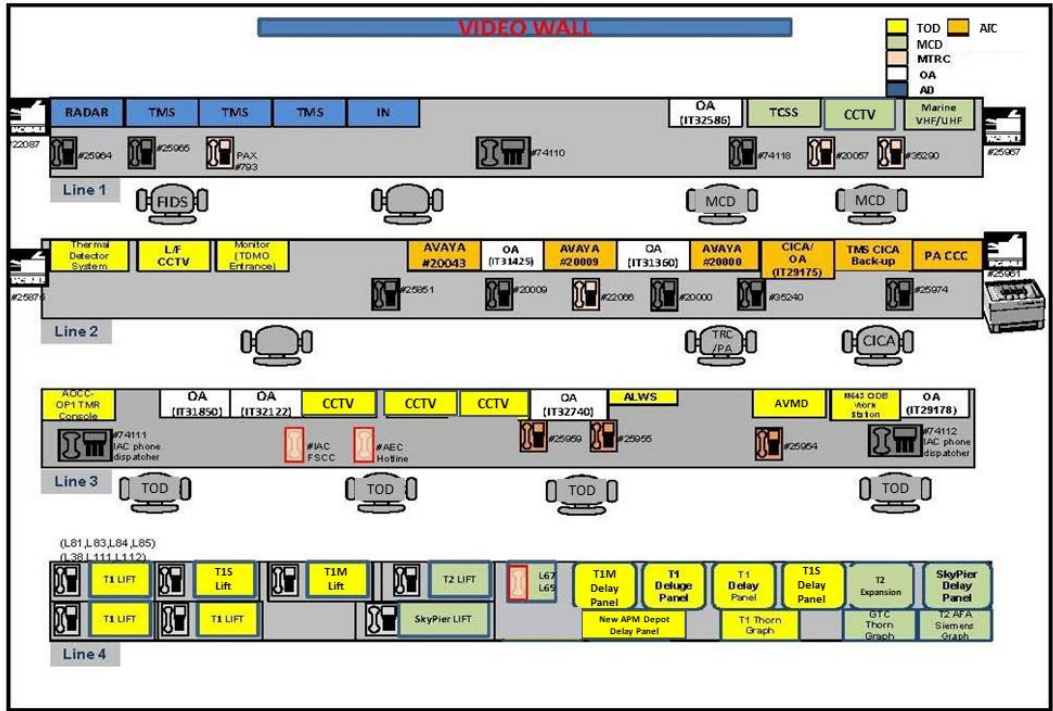 VIDEO WALL
TOD AIC
MCD
MTRC
OA
AD
RADAR TMS TMS TMS IN OA (IT32586) TCSS CCTV Marine VHF/UHF
#25964 #25965 PAX #793 #74110 #74118 #20057 #35290 #25967
Line 1
FIDS MCD MCD
Thermal Detector System
L/F CCTV
Monitor (TDMO Entrance)
AVAYA #20043
OA (IT31425)
AVAYA #20009
OA (IT31360)
AVAYA #20000
CICA/ OA (IT29175)
TMS CICA Back-up
PA CCC
#25851 #20009 #22066 #20000 #35240 #25974 #25961
Line 2
TRC /PA
CICA
AOCC-OP1 TMR Console
OA (IT31850)
OA (IT32122)
CCTV CCTV CCTV
OA (IT32740)
ALWS
AVMD
Work Station
OA (IT29178)
#74111 IAC phone dispatcher
#IAC FSCC
#AEC Hotline
#25959 #25955 #25954
#74112 IAC phone dispatcher
Line 3
TOD TOD TOD TOD
(L81,L83,L84,L85)
(L38,L111,L112)
T1 LIFT
T1S Lift
T1M Lift
T2 LIFT
L67
L65
T1M Delay Panel
T1 Deluge Panel
T1 Delay Panel
T1S Delay Panel
T2 Expansion
SkyPier Delay Panel
T1 LIFT
T1 LIFT
SkyPier LIFT
New APM Depot Delay Panel
T1 Thorn Graph
GTC Thorn Graph
T2 AFA Siemens Graph
Line 4